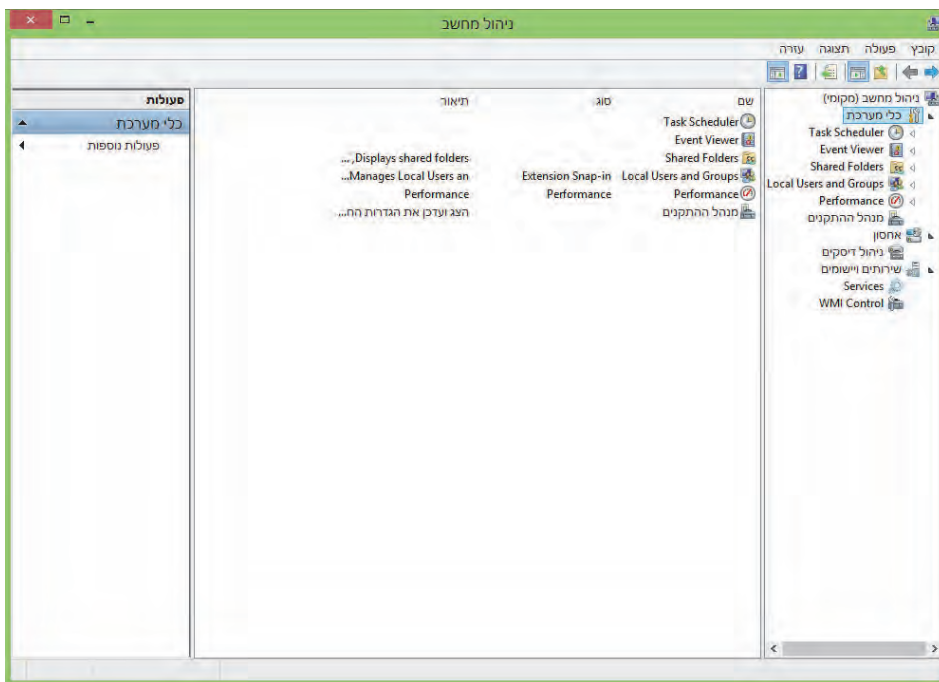 ניהול מחשב
קובץ פעולה תצוגה עזרה
ניהול מחשב (מקומי)
כלי מערכת
Task Scheduler
Event Viewer
Shared Folders
Local Users and Groups
Performance
מנהל ההתקנים
אחסון
ניהול דיסקים
שירותים ויישומים
Services
WMI Control
שם סוג תיאור
Task Scheduler
Event Viewer
Shared Folders Displays shared folders, ...
Local Users and Groups Extension Snap-in Manages Local Users an...
Performance Performance Performance
מנהל ההתקנים הצג ועדכן את הגדרות הח...
פעולות
כלי מערכת
פעולות נוספות